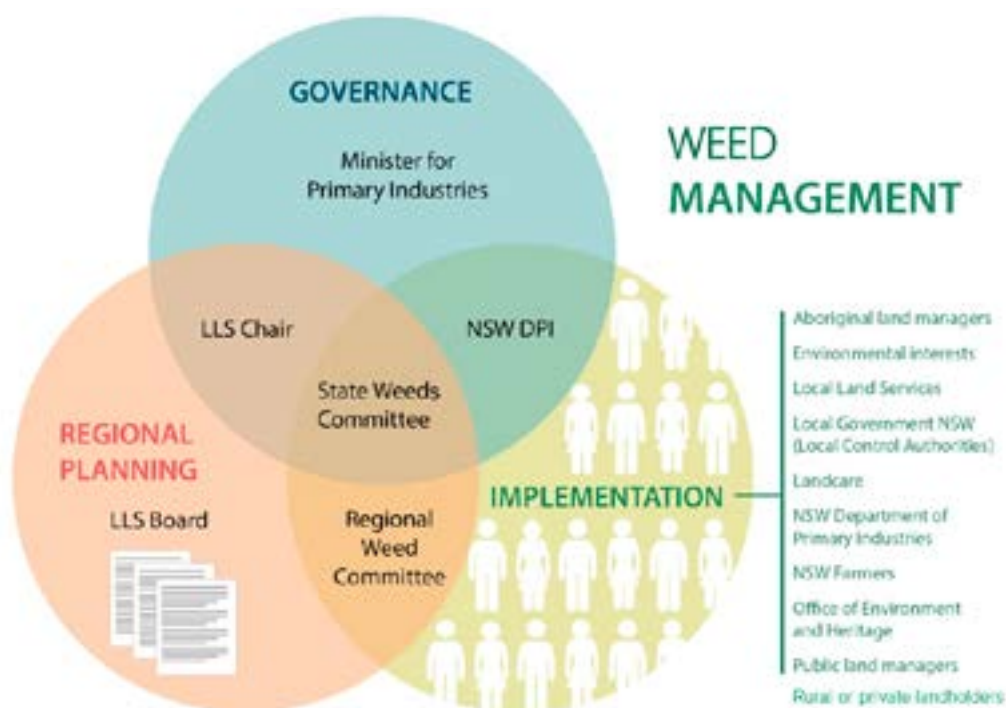 GOVERNANCE
Minister for
Primary Industries
WEED
MANAGEMENT
LLS Chair
NSW DPI
State Weeds
Committee
REGIONAL
PLANNING
LLS Board
Regional
Weed
Committee
IMPLEMENTATION
Aboriginal land managers
Environmental interests
Local Land Services
Local Government NSW
(Local Control Authorities)
Landcare
NSW Department of
Primary Industries
NSW Farmers
Office of Environment
and Heritage
Public land managers
Rural or private landholders